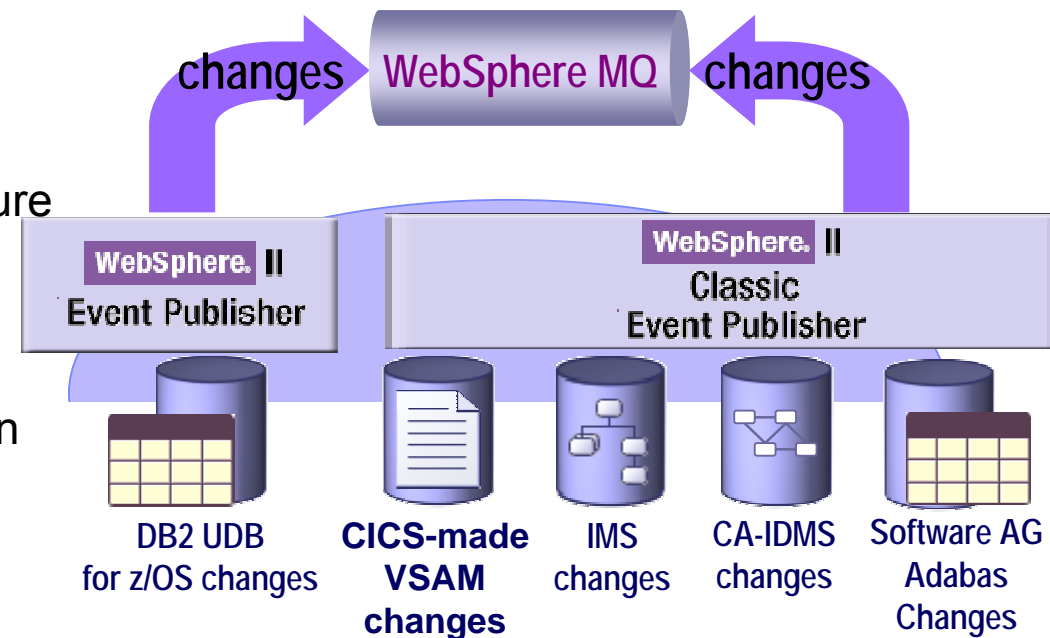 changes WebSphere MQ changes
ure
WebSphere. II
Event Publisher
WebSphere. II
Classic
Event Publisher
n
DB2 UDB
for z/OS changes
CICS-made
VSAM
changes
IMS
changes
CA-IDMS
changes
Software AG
Adabas
Changes